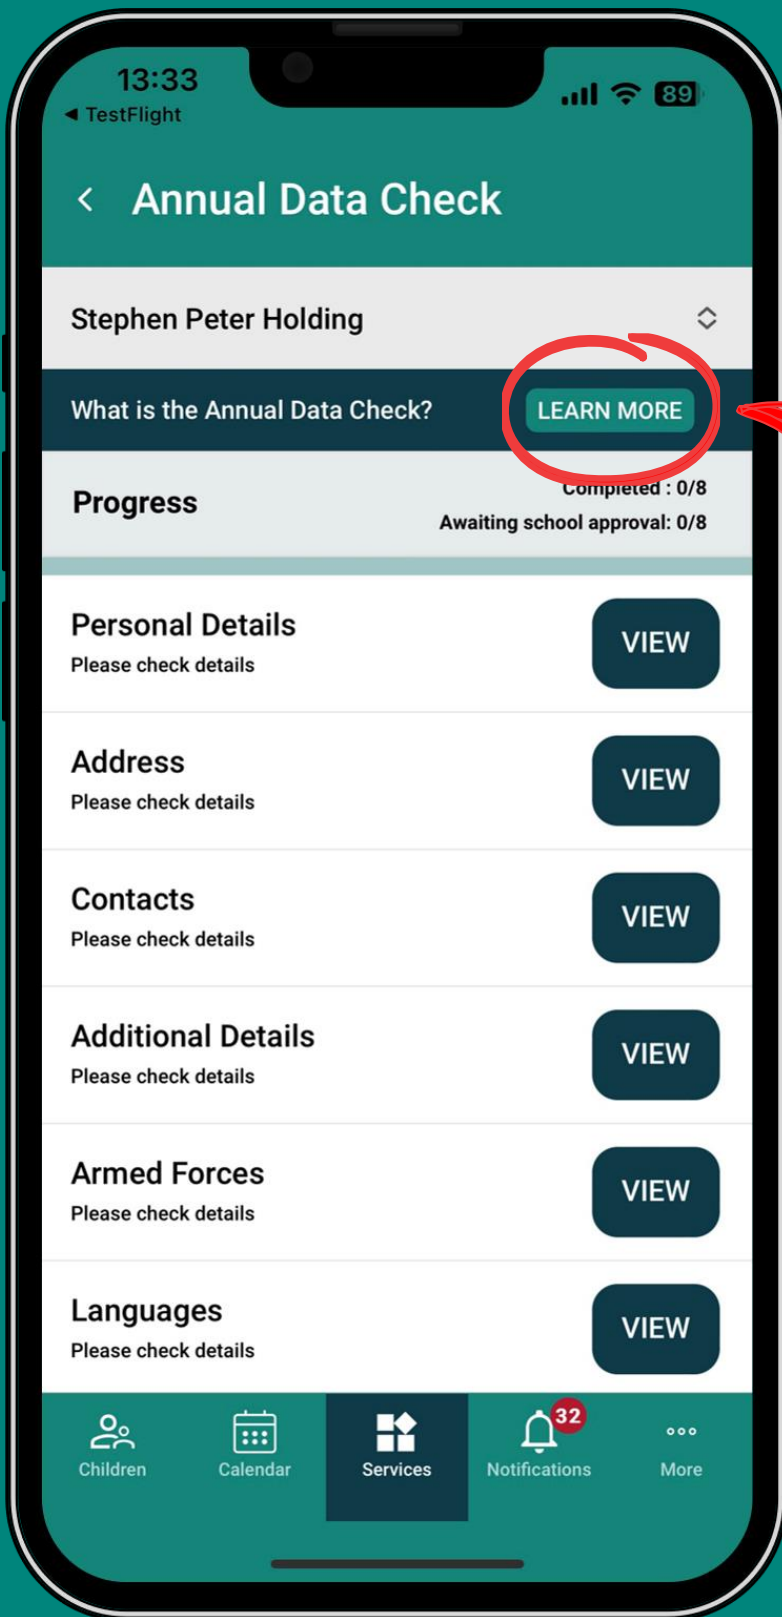 13:33
89
◄ TestFlight
< Annual Data Check
Stephen Peter Holding
What is the Annual Data Check?
LEARN MORE
Progress
Completed : 0/8
Awaiting school approval: 0/8
Personal Details
Please check details
VIEW
Address
Please check details
VIEW
Contacts
Please check details
VIEW
Additional Details
Please check details
VIEW
Armed Forces
Please check details
VIEW
Languages
Please check details
VIEW
32
Children
Calendar
Services
Notifications
More